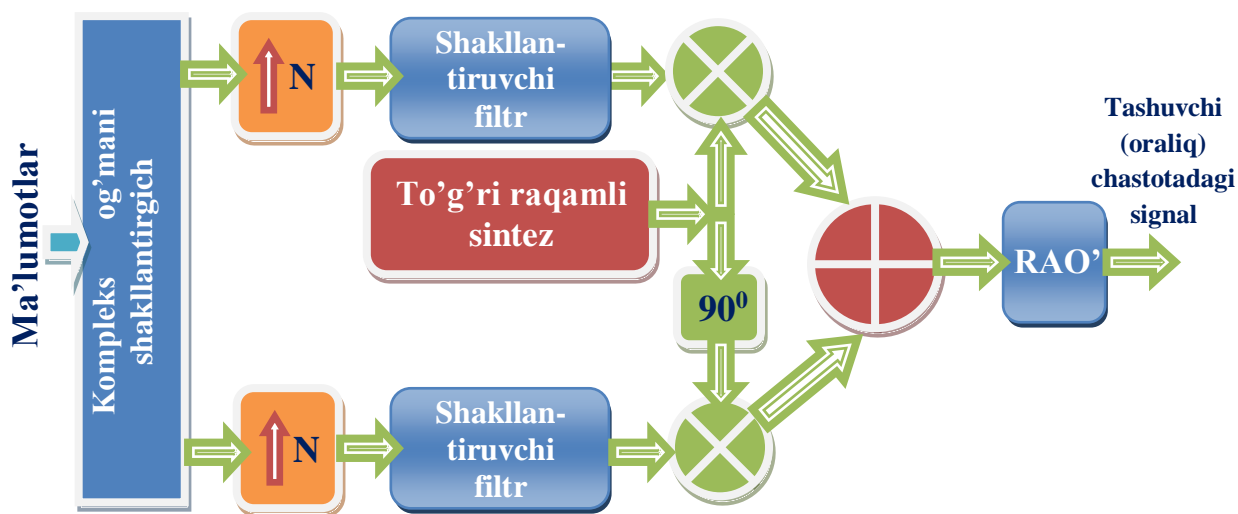 Ma'lumotlar
Kompleks og'mani
shakllantirgich
N
Shakllan-
tiruvchi
filtr
To'g'ri raqamli
sintez
90⁰
N
Shakllan-
tiruvchi
filtr
RAO'
Tashuvchi
(oraliq)
chastotadagi
signal